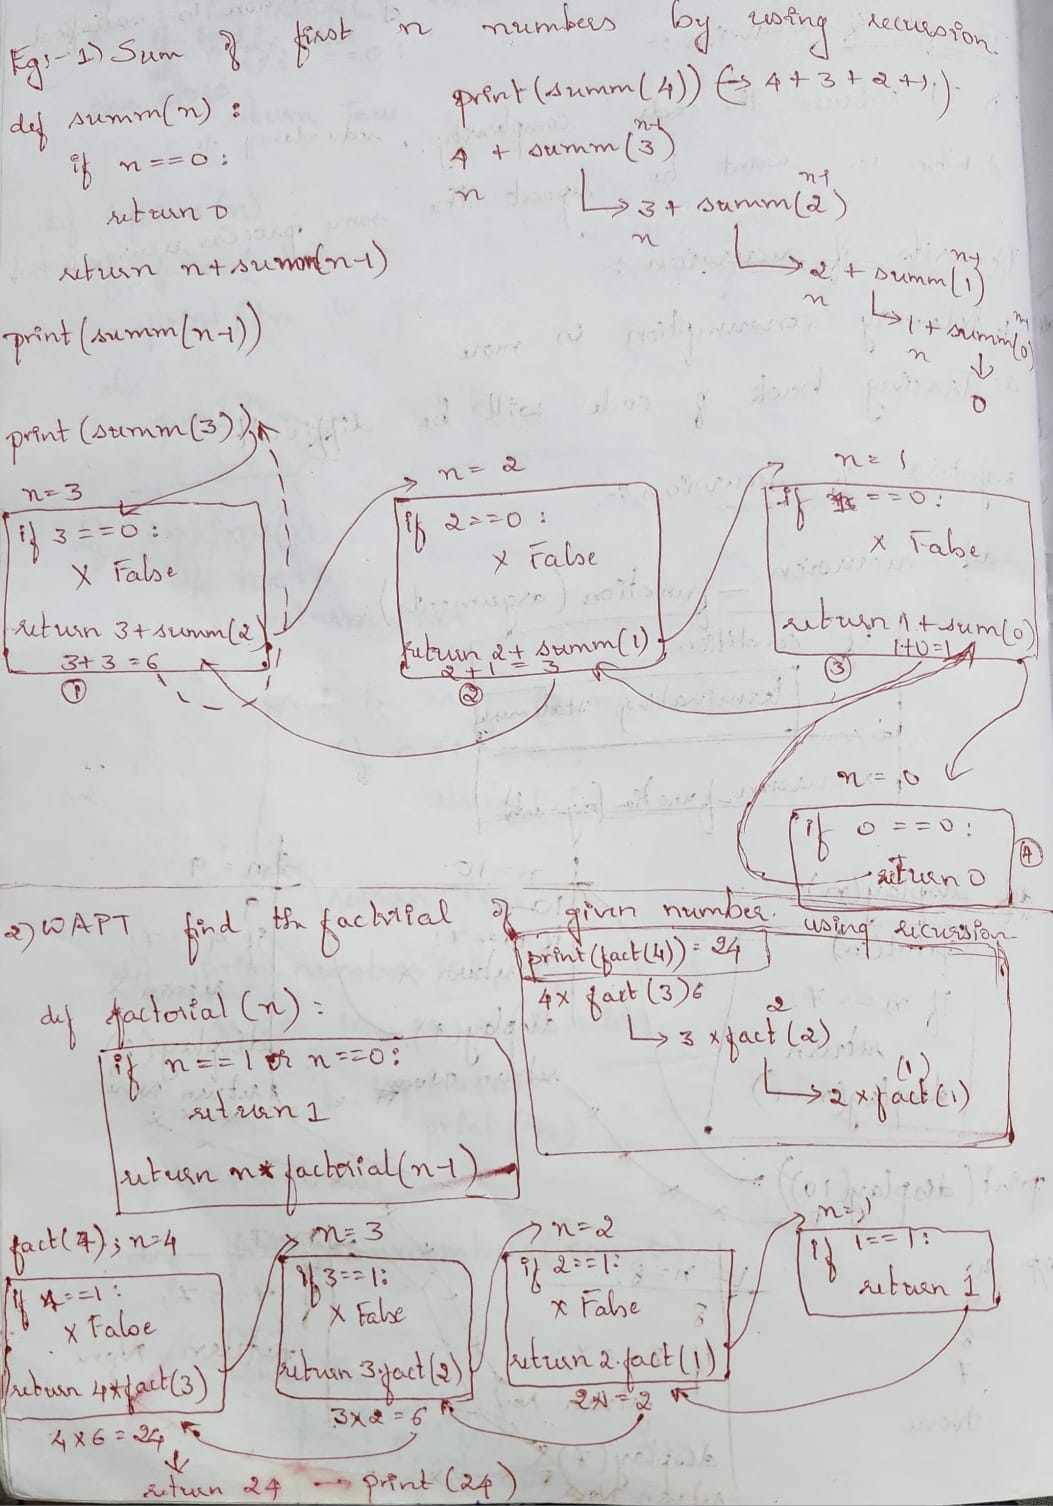 Eg:- 1) Sum of first n numbers by using recursion.
def summ(n) :
if n==0 :
return 0
return n+summ(n-1)
print(summ(n-1))
print(summ(4)) (→ 4+3+2+1)
n-1
4 + summ(3)
n
n-1
3 + summ(2)
n
n-1
2 + summ(1)
n
n-1
1 + summ(0)
n
0
print(summ(3))
n=3
if 3==0 :
x False
return 3+summ(2)
3+3=6
1
n=2
if 2==0 :
x False
return 2+summ(1)
2+1=3
2
n=1
if 1==0 :
x False
return 1+sum(0)
1+0=1
3
n=0
if 0==0 :
return 0
4
2) WAPT find the factorial of given number. using recursion
def factorial(n) :
if n==1 or n==0 :
return 1
return n*factorial(n-1)
print(fact(4)) = 24
4x fact(3) 6
2
3 x fact(2)
(1)
2 x fact(1)
fact(4); n=4
if 4==1 :
x False
return 4*fact(3)
4x6=24
return 24 → print(24)
n=3
if 3==1 :
x False
return 3.fact(2)
3x2=6
n=2
if 2==1 :
x False
return 2.fact(1)
2x1=2
n=1
if 1==1 :
return 1